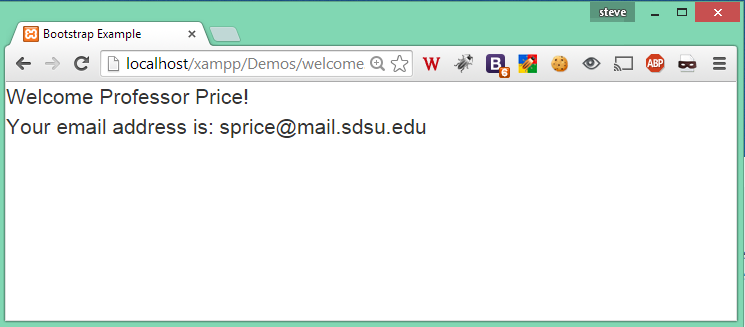 steve
Bootstrap Example
localhost/xampp/Demos/welcome
W
B
6
ABP
Welcome Professor Price!
Your email address is: sprice@mail.sdsu.edu